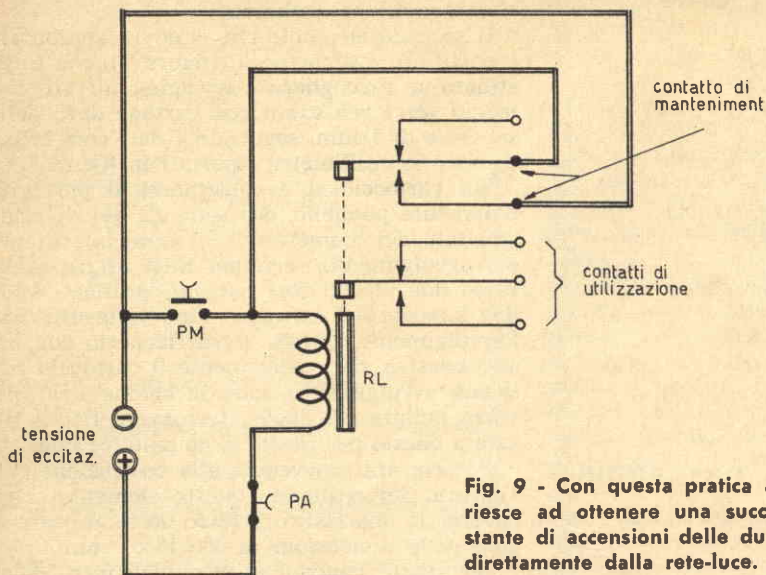 contatto di
mantenimen
PM
RL
contatti di
utilizzazione
tensione
di eccitaz.
PA
Fig. 9 - Con questa pratica
riesce ad ottenere una succ
stante di accensioni delle du
direttamente dalla rete-luce.